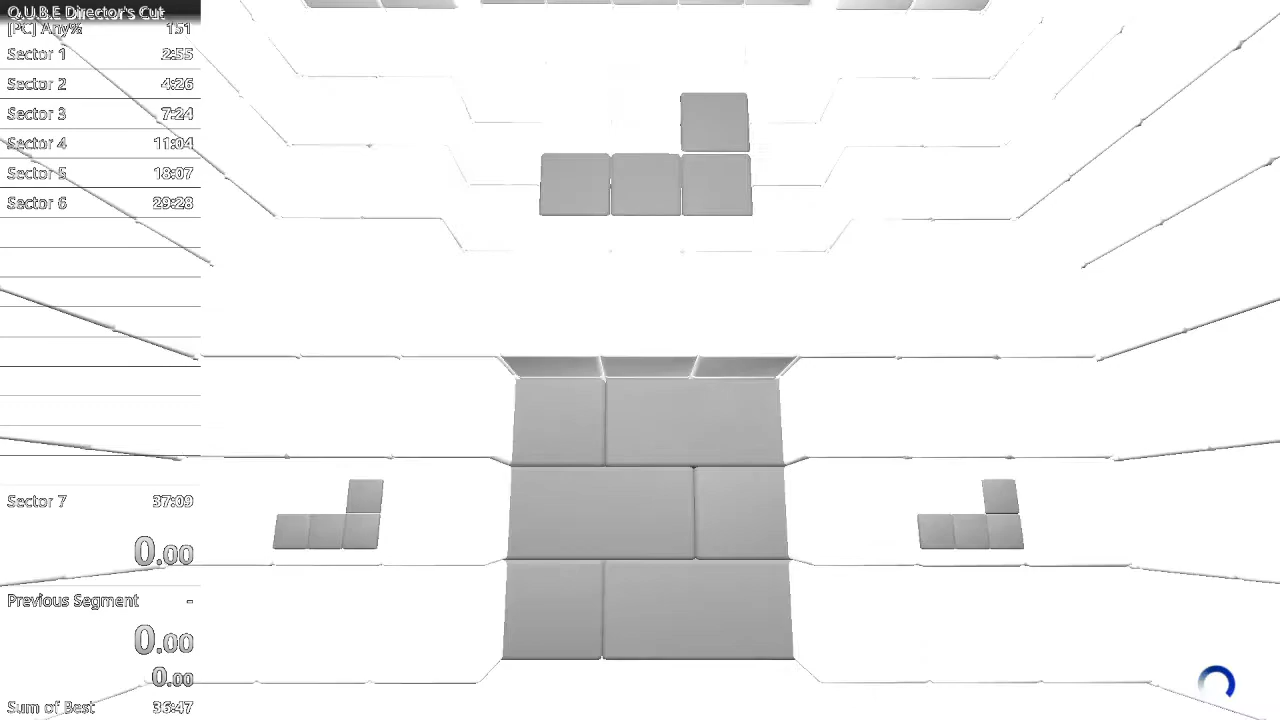 Q.U.B.E Director's Cut
[PC] Any% 151
Sector 1 2:55
Sector 2 4:26
Sector 3 7:24
Sector 4 11:04
Sector 5 18:07
Sector 6 29:28
Sector 7 37:09
0.00
Previous Segment -
0.00
0.00
Sum of Best 36:47